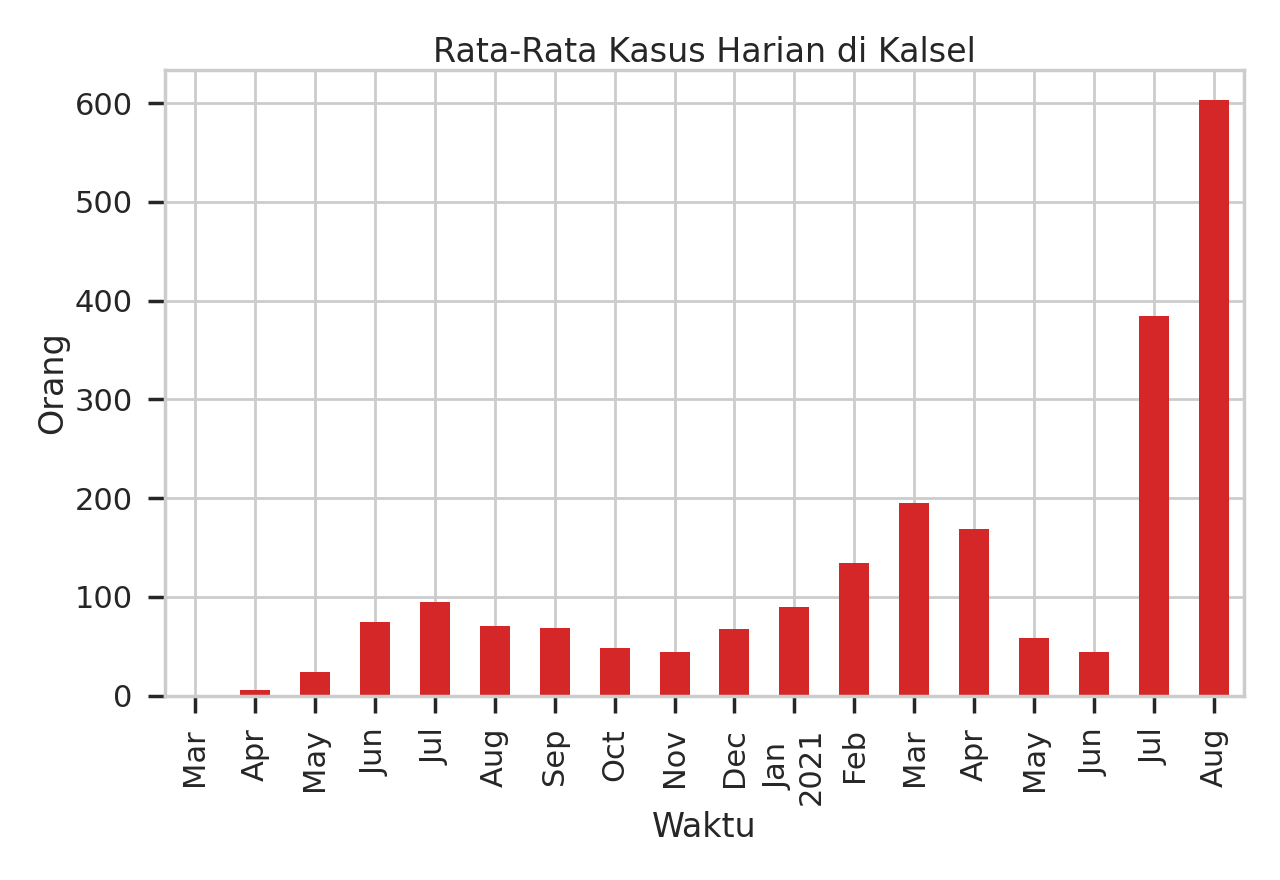 Rata-Rata Kasus Harian di Kalsel
600
500
400
300
200
100
0
Orang
Mar
Apr
May
Jun
Jul
Aug
Sep
Oct
Nov
Dec
Jan
2021
Feb
Mar
Apr
May
Jun
Jul
Aug
Waktu